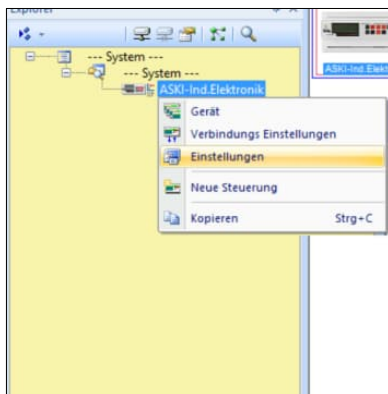 Explorer
--- System ---
--- System ---
ASKI-Ind.Elektronik
ASKI-Ind.Elekt
Gerät
Verbindungs Einstellungen
Einstellungen
Neue Steuerung
Kopieren Strg+C